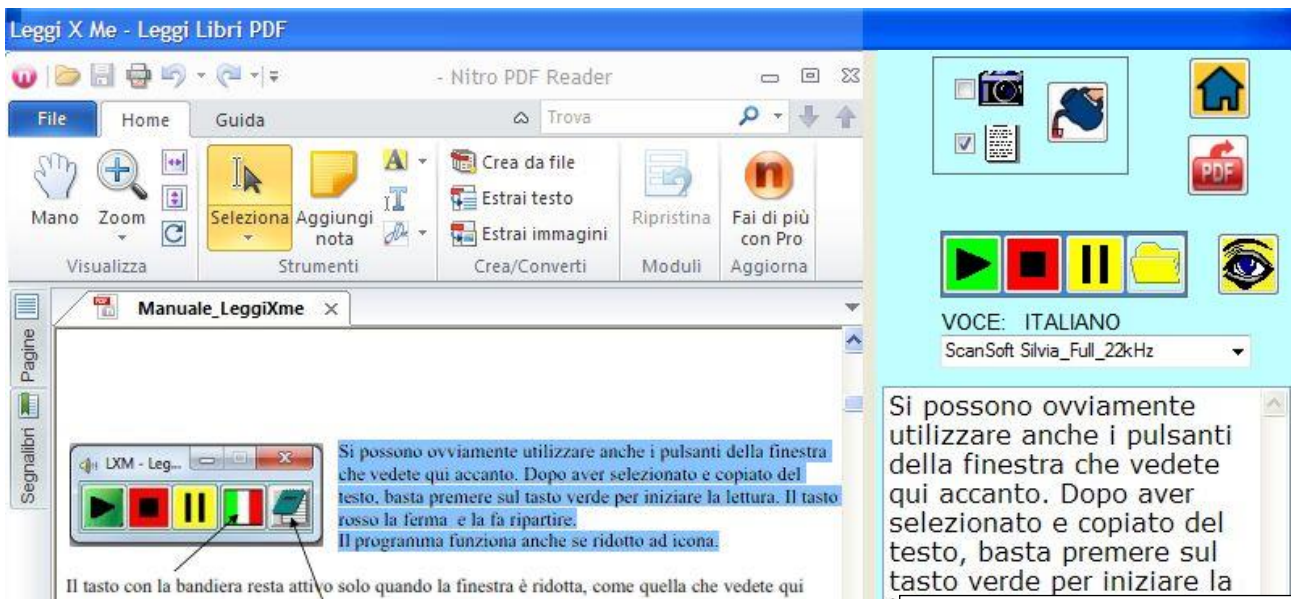 Leggi X Me - Leggi Libri PDF
- Nitro PDF Reader
File
Home
Guida
Trova
Mano
Zoom
Seleziona
Aggiungi
nota
Crea da file
Estrai testo
Estrai immagini
Ripristina
Fai di più
con Pro
Visualizza
Strumenti
Crea/Converti
Moduli
Aggiorna
Manuale_LeggiXme
Pagine
Segnalibri
LXM - Leg...
Si possono ovviamente utilizzare anche i pulsanti della finestra
che vedete qui accanto. Dopo aver selezionato e copiato del
testo, basta premere sul tasto verde per iniziare la lettura. Il tasto
rosso la ferma e la fa ripartire.
Il programma funziona anche se ridotto ad icona.
Il tasto con la bandiera resta attivo solo quando la finestra è ridotta, come quella che vedete qui
PDF
VOCE: ITALIANO
ScanSoft Silvia_Full_22kHz
Si possono ovviamente
utilizzare anche i pulsanti
della finestra che vedete
qui accanto. Dopo aver
selezionato e copiato del
testo, basta premere sul
tasto verde per iniziare la